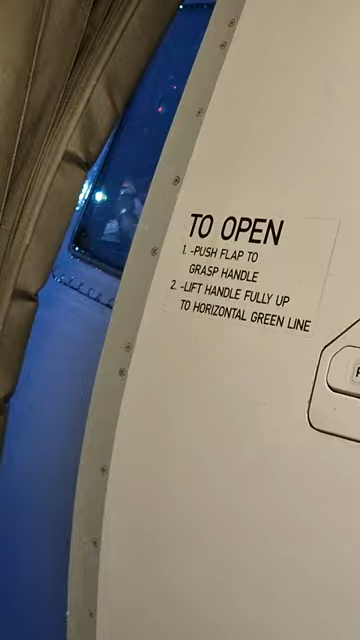 TO OPEN
1. -PUSH FLAP TO
GRASP HANDLE
2. -LIFT HANDLE FULLY UP
TO HORIZONTAL GREEN LINE